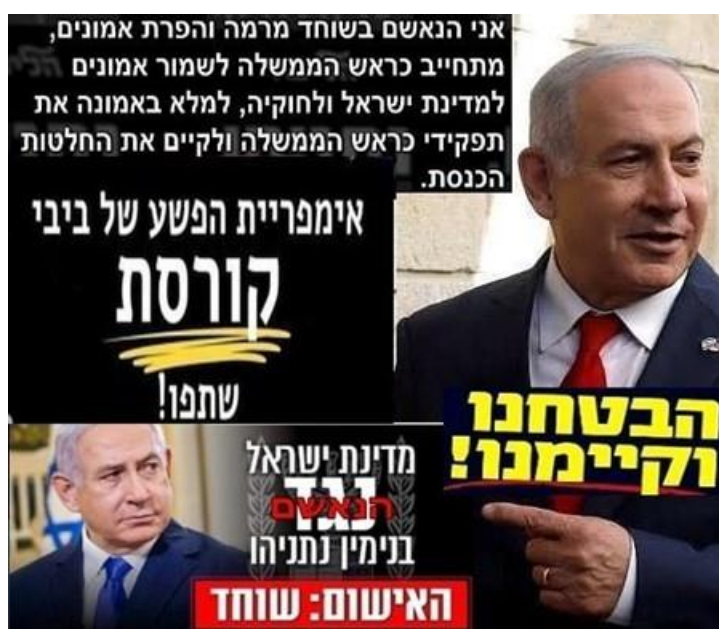 אני הנאשם בשוחד מרמה והפרת אמונים,
מתחייב כראש הממשלה לשמור אמונים
למדינת ישראל ולחוקיה, למלא באמונה את
תפקידי כראש הממשלה ולקיים את החלטות
הכנסת.
אימפריית הפשע של ביבי
קורסת
שתפו!
הבטחנו
וקיימנו!
מדינת ישראל
נגד
הנאשם
בנימין נתניהו
האישום: שוחד